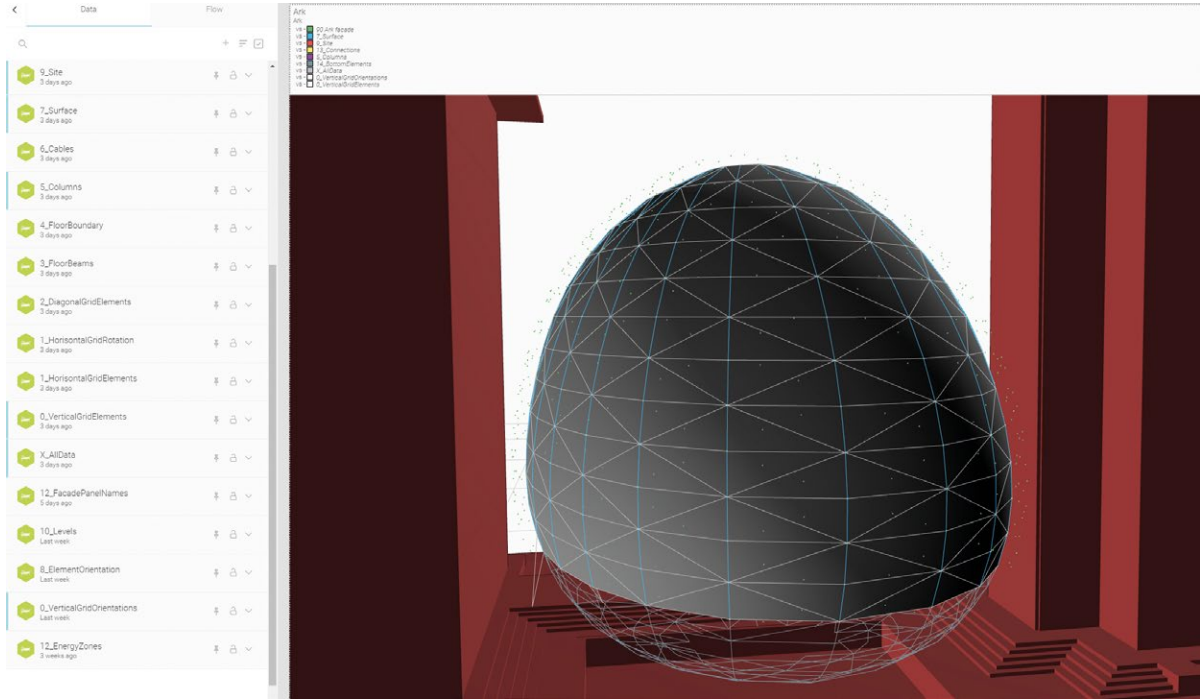 Data
Flow
9_Site
3 days ago
7_Surface
3 days ago
6_Cables
3 days ago
5_Columns
3 days ago
4_FloorBoundary
3 days ago
3_FloorBeams
3 days ago
2_DiagonalGridElements
3 days ago
1_HorisontalGridRotation
3 days ago
1_HorisontalGridElements
3 days ago
0_VerticalGridElements
3 days ago
X_AllData
3 days ago
12_FacadePanelNames
5 days ago
10_Levels
Last week
8_ElementOrientation
Last week
0_VerticalGridOrientations
Last week
12_EnergyZones
3 weeks ago
Ark
Ark
00 Ark facade
7_Surface
9_Site
13_Connections
5_Columns
14_BottomElements
X_AllData
0_VerticalGridOrientations
0_VerticalGridElements